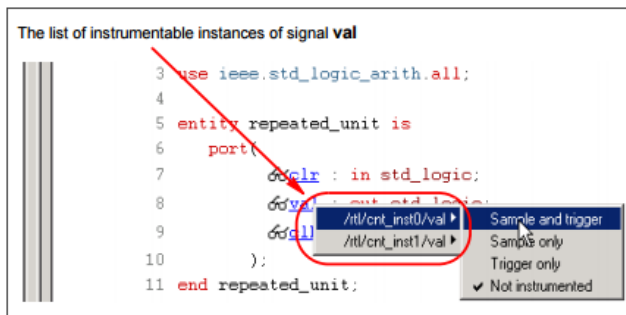 The list of instrumentable instances of signal val
3 use ieee.std_logic_arith.all;
4
5 entity repeated_unit is
6 port(
7 clr : in std_logic;
8 val : out std_logic;
/rtl/cnt_inst0/val
Sample and trigger
9 cl
/rtl/cnt_inst1/val
Sample only
10 );
Trigger only
11 end repeated_unit;
Not instrumented